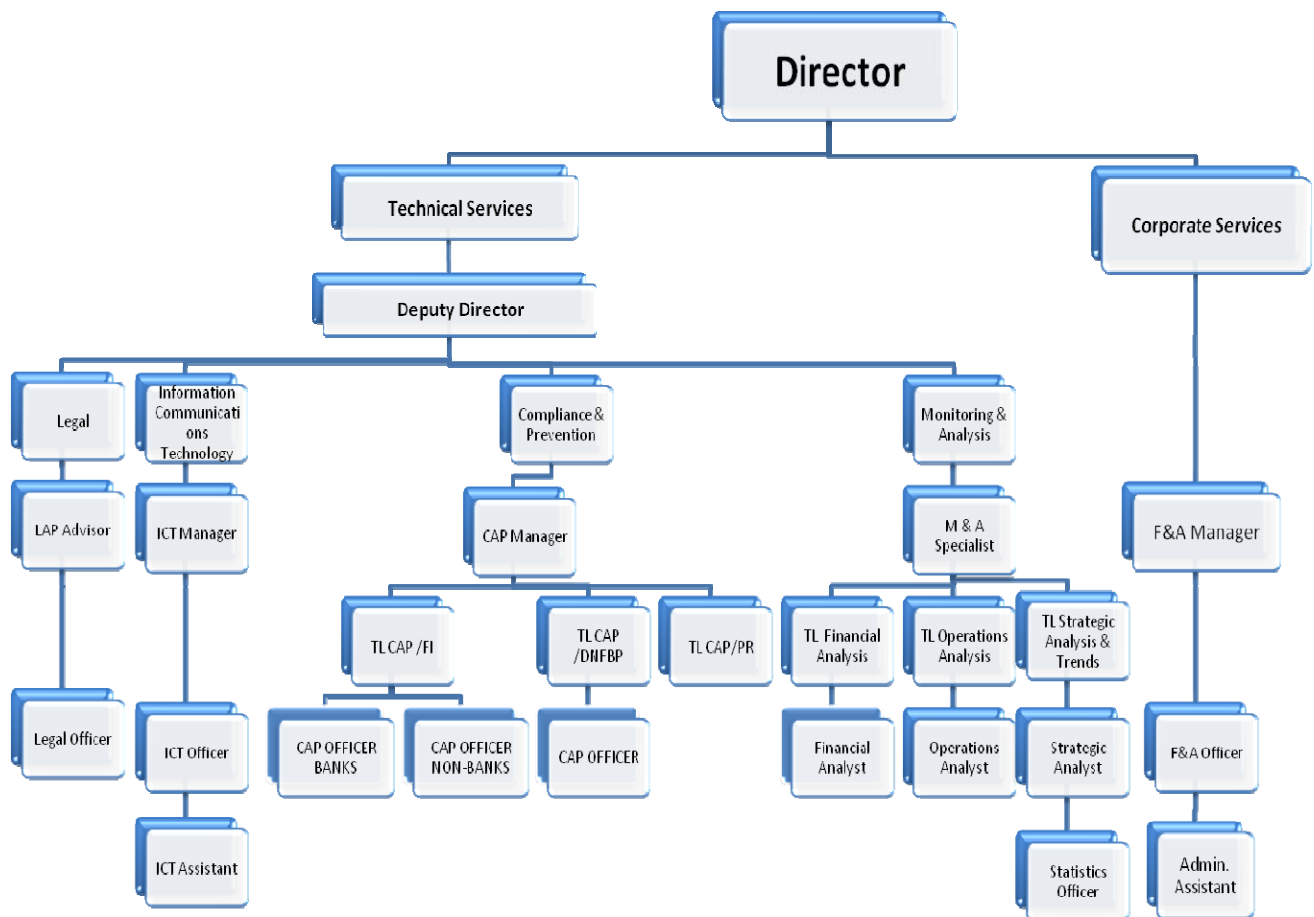 Director
Technical Services
Corporate Services
Deputy Director
Legal
Information
Communicati
ons
Technology
Compliance &
Prevention
Monitoring &
Analysis
LAP Advisor
ICT Manager
CAP Manager
M & A
Specialist
F&A Manager
TL CAP /FI
TL CAP
/DNFBP
TL CAP/PR
TL Financial
Analysis
TL Operations
Analysis
TL Strategic
Analysis &
Trends
Legal Officer
ICT Officer
CAP OFFICER
BANKS
CAP OFFICER
NON-BANKS
CAP OFFICER
Financial
Analyst
Operations
Analyst
Strategic
Analyst
F&A Officer
ICT Assistant
Statistics
Officer
Admin.
Assistant